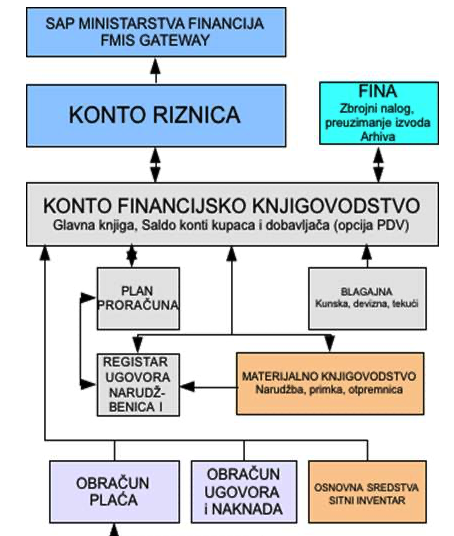 SAP MINISTARSTVA FINANCIJA
FMIS GATEWAY
KONTO RIZNICA
FINA
Zbrojni nalog,
preuzimanje izvoda
Arhiva
KONTO FINANCIJSKO KNJIGOVODSTVO
Glavna knjiga, Saldo konti kupaca i dobavljača (opcija PDV)
PLAN
PRORAČUNA
BLAGAJNA
Kunska, devizna, tekući
REGISTAR
UGOVORA
NARUDŽ-
BENICA I
MATERIJALNO KNJIGOVODSTVO
Narudžba, primka, otpremnica
OBRAČUN
PLAĆA
OBRAČUN
UGOVORA
i NAKNADA
OSNOVNA SREDSTVA
SITNI INVENTAR